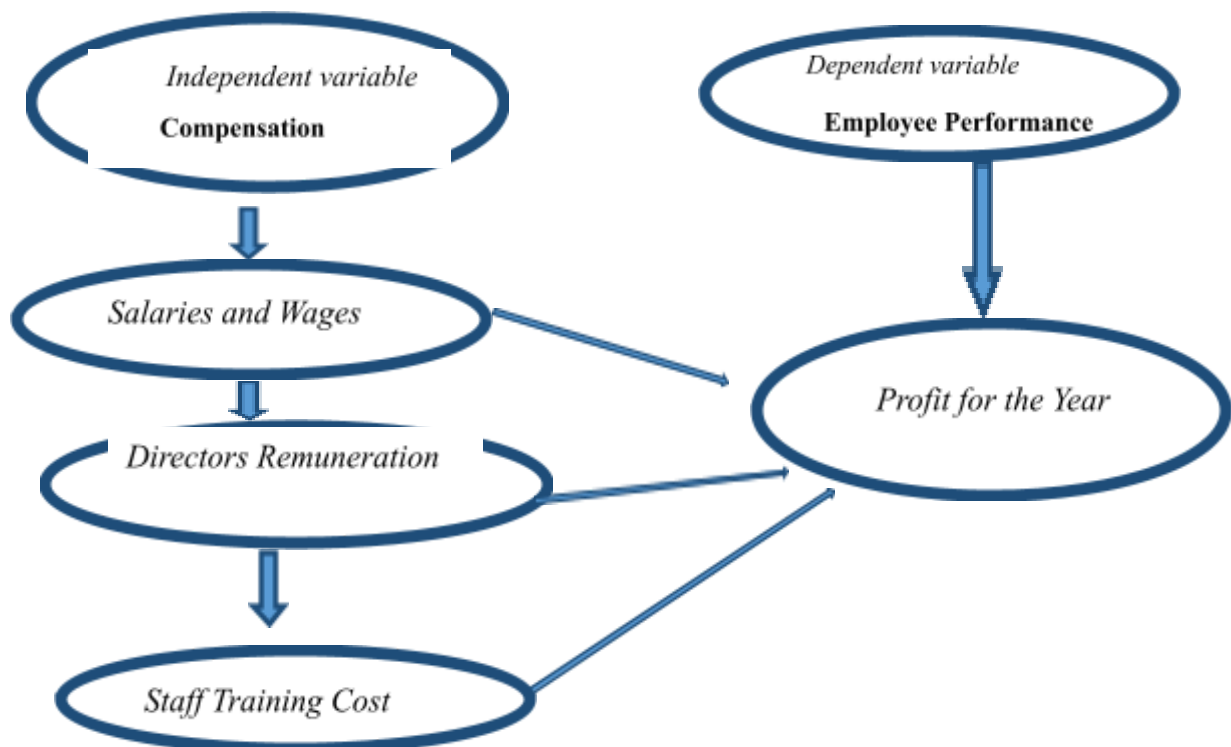 Independent variable
Compensation
Dependent variable
Employee Performance
Salaries and Wages
Profit for the Year
Directors Remuneration
Staff Training Cost